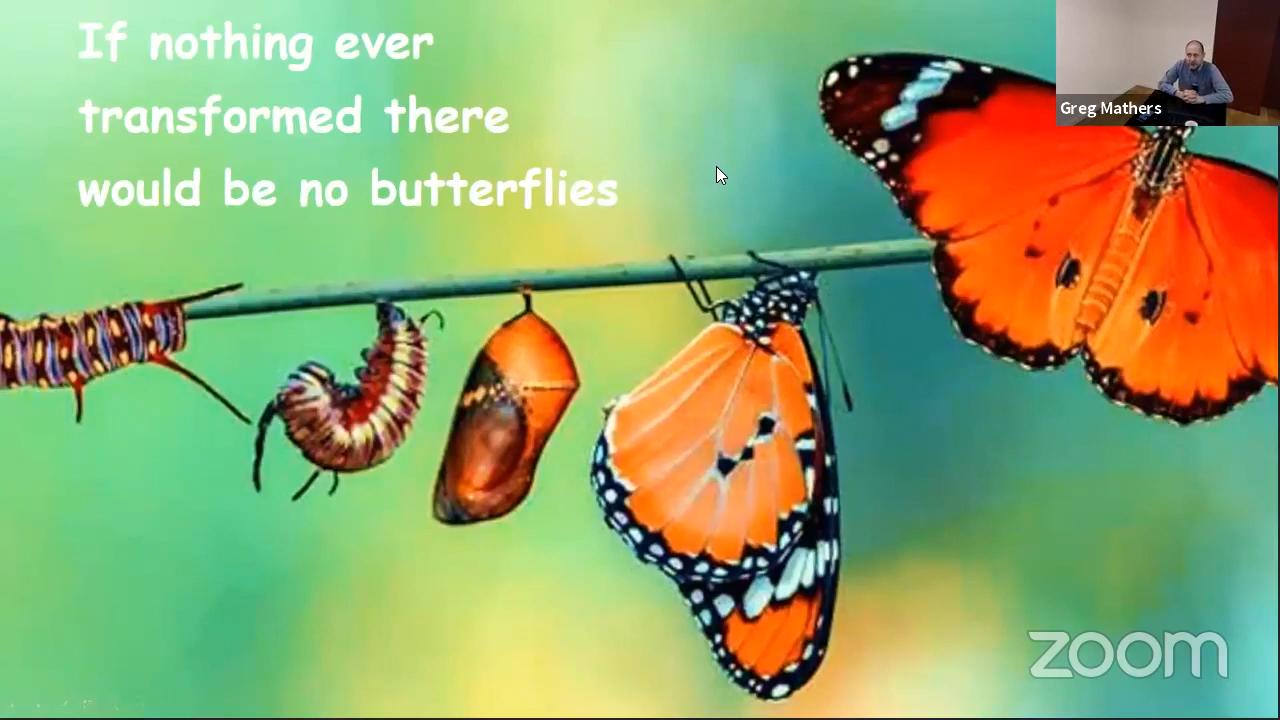 If nothing ever
transformed there
would be no butterflies
Greg Mathers
zoom